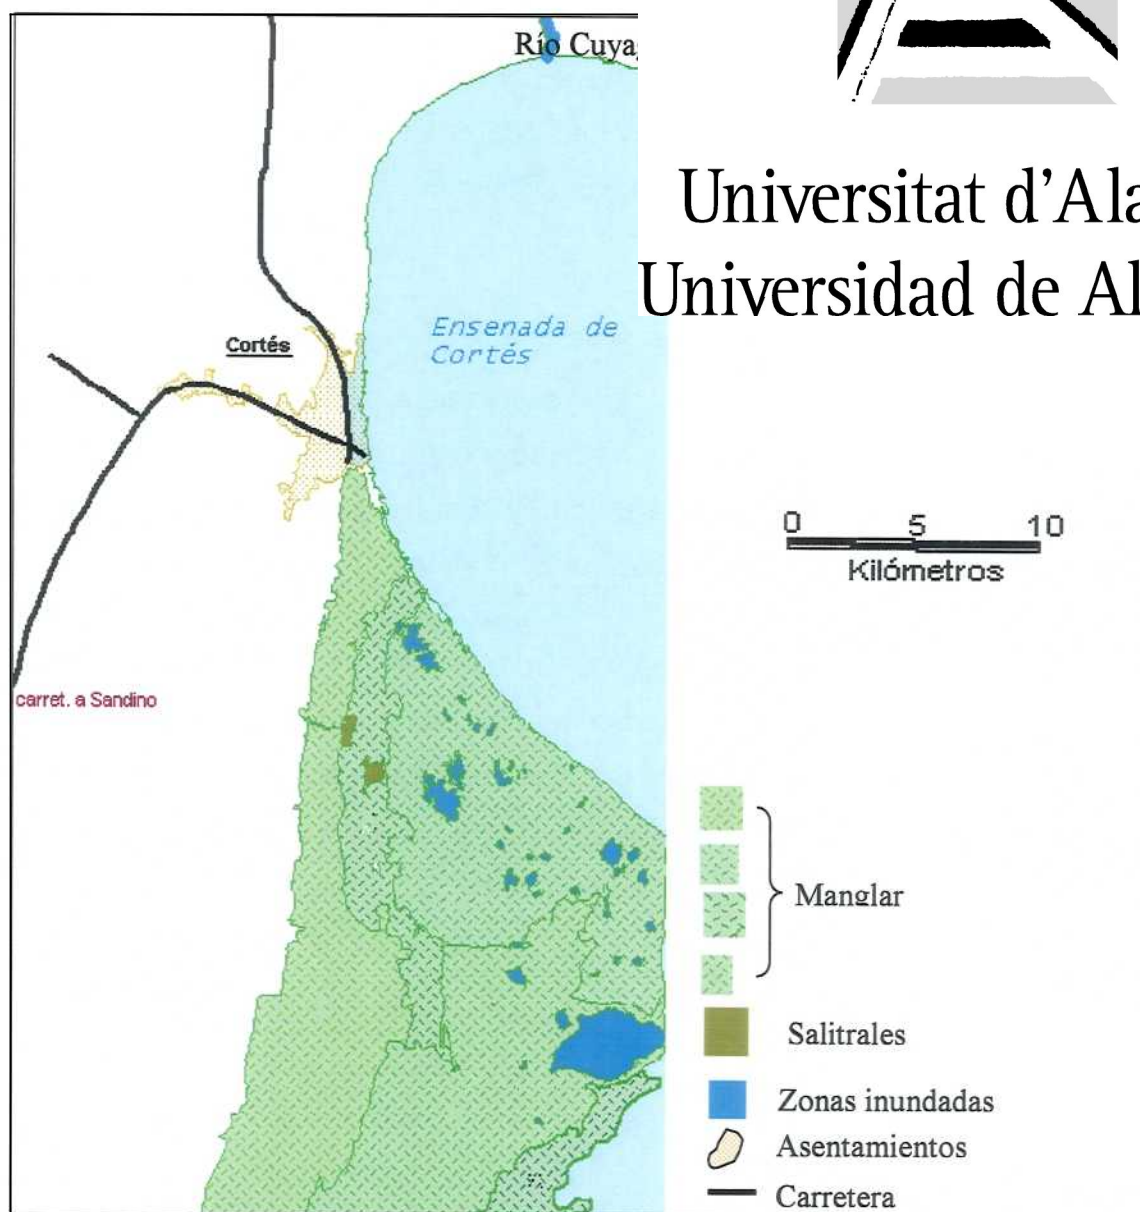 Río Cuya
Universitat d'Ala
Universidad de Al
Ensenada de
Cortés
Cortés
0 5 10
Kilómetros
carret. a Sandino
Manglar
Salitrales
Zonas inundadas
Asentamientos
Carretera